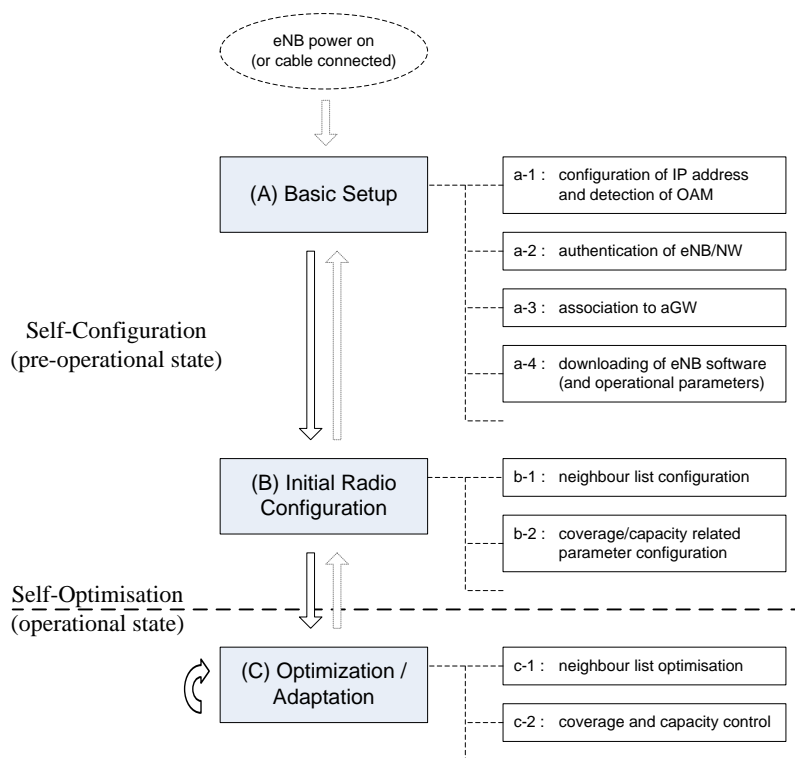 eNB power on
(or cable connected)
(A) Basic Setup
a-1 : configuration of IP address
and detection of OAM
a-2 : authentication of eNB/NW
a-3 : association to aGW
a-4 : downloading of eNB software
(and operational parameters)
Self-Configuration
(pre-operational state)
(B) Initial Radio
Configuration
b-1 : neighbour list configuration
b-2 : coverage/capacity related
parameter configuration
Self-Optimisation
(operational state)
(C) Optimization /
Adaptation
c-1 : neighbour list optimisation
c-2 : coverage and capacity control